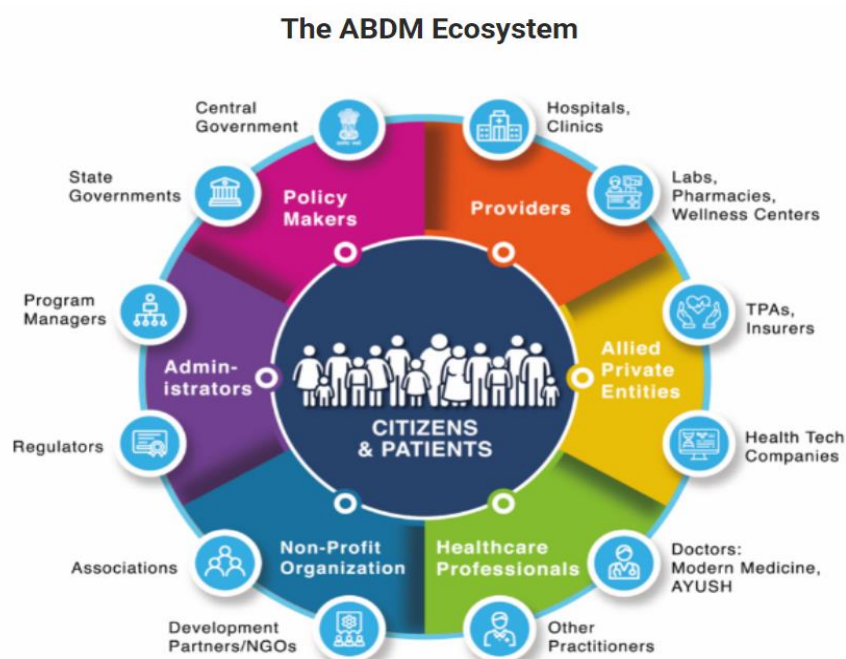 The ABDM Ecosystem
Central
Government
Hospitals,
Clinics
State
Governments
Policy
Makers
Providers
Labs,
Pharmacies,
Wellness Centers
Program
Managers
Admin-
istrators
Allied
Private
Entities
TPAs,
Insurers
CITIZENS
& PATIENTS
Regulators
Health Tech
Companies
Associations
Non-Profit
Organization
Healthcare
Professionals
Doctors:
Modern Medicine,
AYUSH
Development
Partners/NGOs
Other
Practitioners